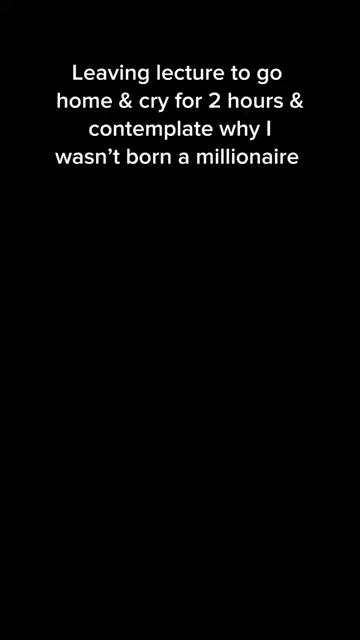 Leaving lecture to go
home & cry for 2 hours &
contemplate why I
wasn’t born a millionaire